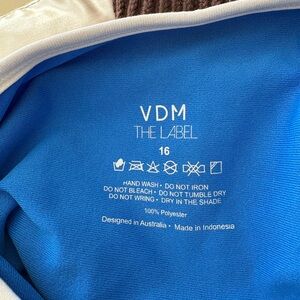 VDM
THE LABEL
16
HAND WASH • DO NOT IRON
DO NOT BLEACH • DO NOT TUMBLE DRY
DO NOT WRING • DRY IN THE SHADE
100% Polyester
Designed in Australia • Made in Indonesia